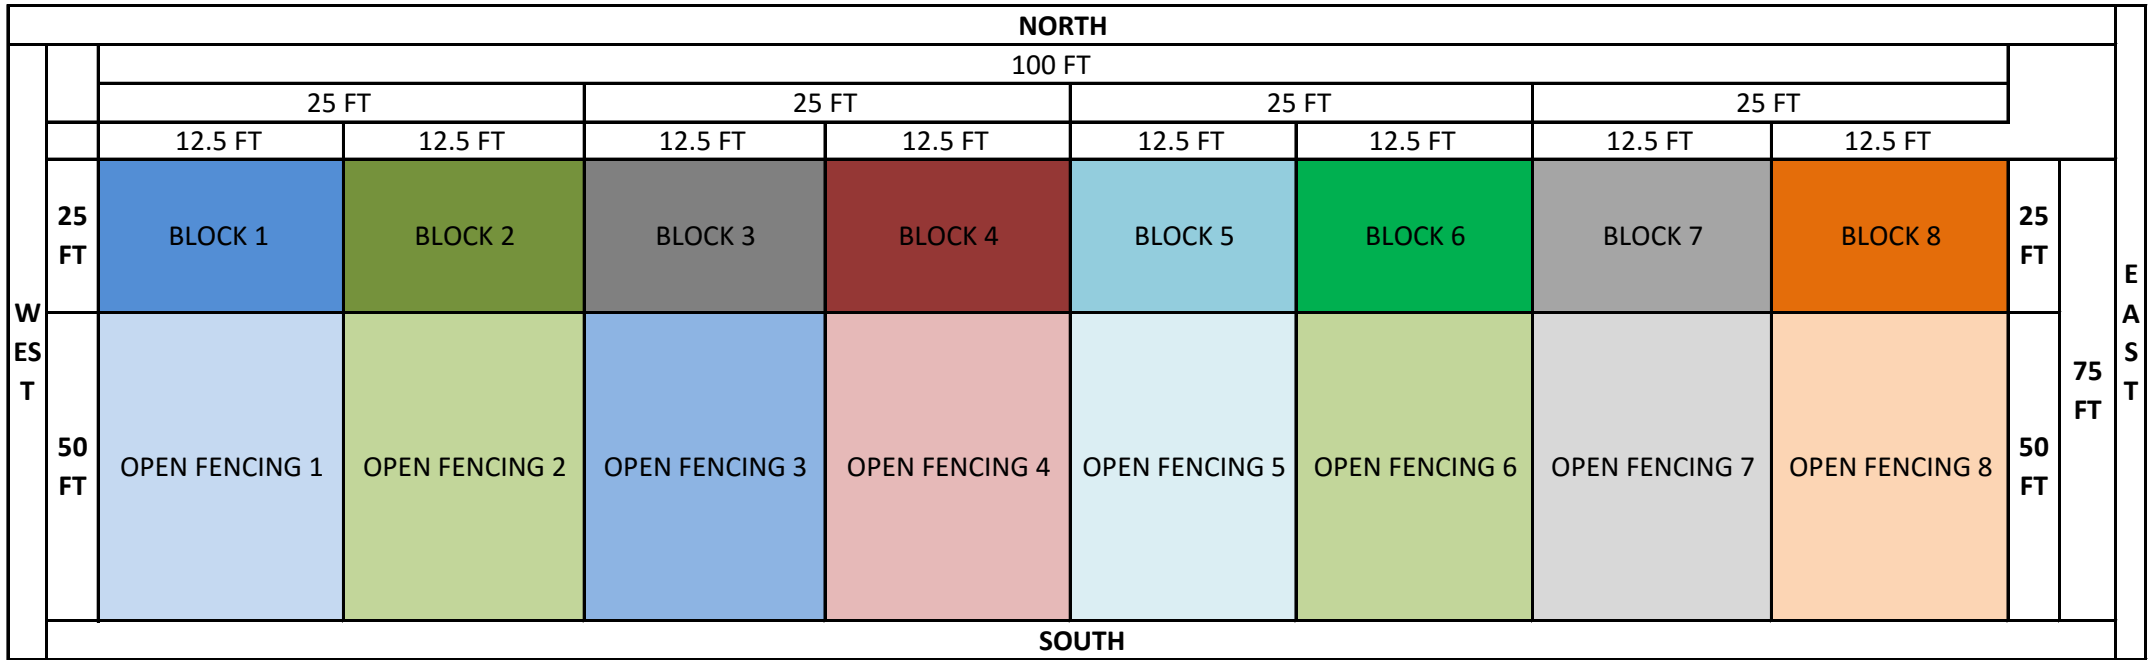 NORTH
100 FT
25 FT 25 FT 25 FT 25 FT
12.5 FT 12.5 FT 12.5 FT 12.5 FT 12.5 FT 12.5 FT 12.5 FT 12.5 FT
25
FT
BLOCK 1 BLOCK 2 BLOCK 3 BLOCK 4 BLOCK 5 BLOCK 6 BLOCK 7 BLOCK 8
25
FT
W
ES
T
E
A
S
T
75
FT
50
FT
OPEN FENCING 1 OPEN FENCING 2 OPEN FENCING 3 OPEN FENCING 4 OPEN FENCING 5 OPEN FENCING 6 OPEN FENCING 7 OPEN FENCING 8
50
FT
SOUTH